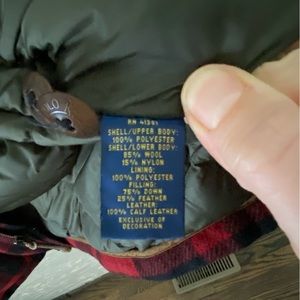 RN 41381
SHELL/UPPER BODY:
100% POLYESTER
SHELL/LOWER BODY:
85% WOOL
15% NYLON
LINING:
100% POLYESTER
FILLING:
75% DOWN
25% FEATHER
LEATHER:
100% CALF LEATHER
EXCLUSIVE OF
DECORATION